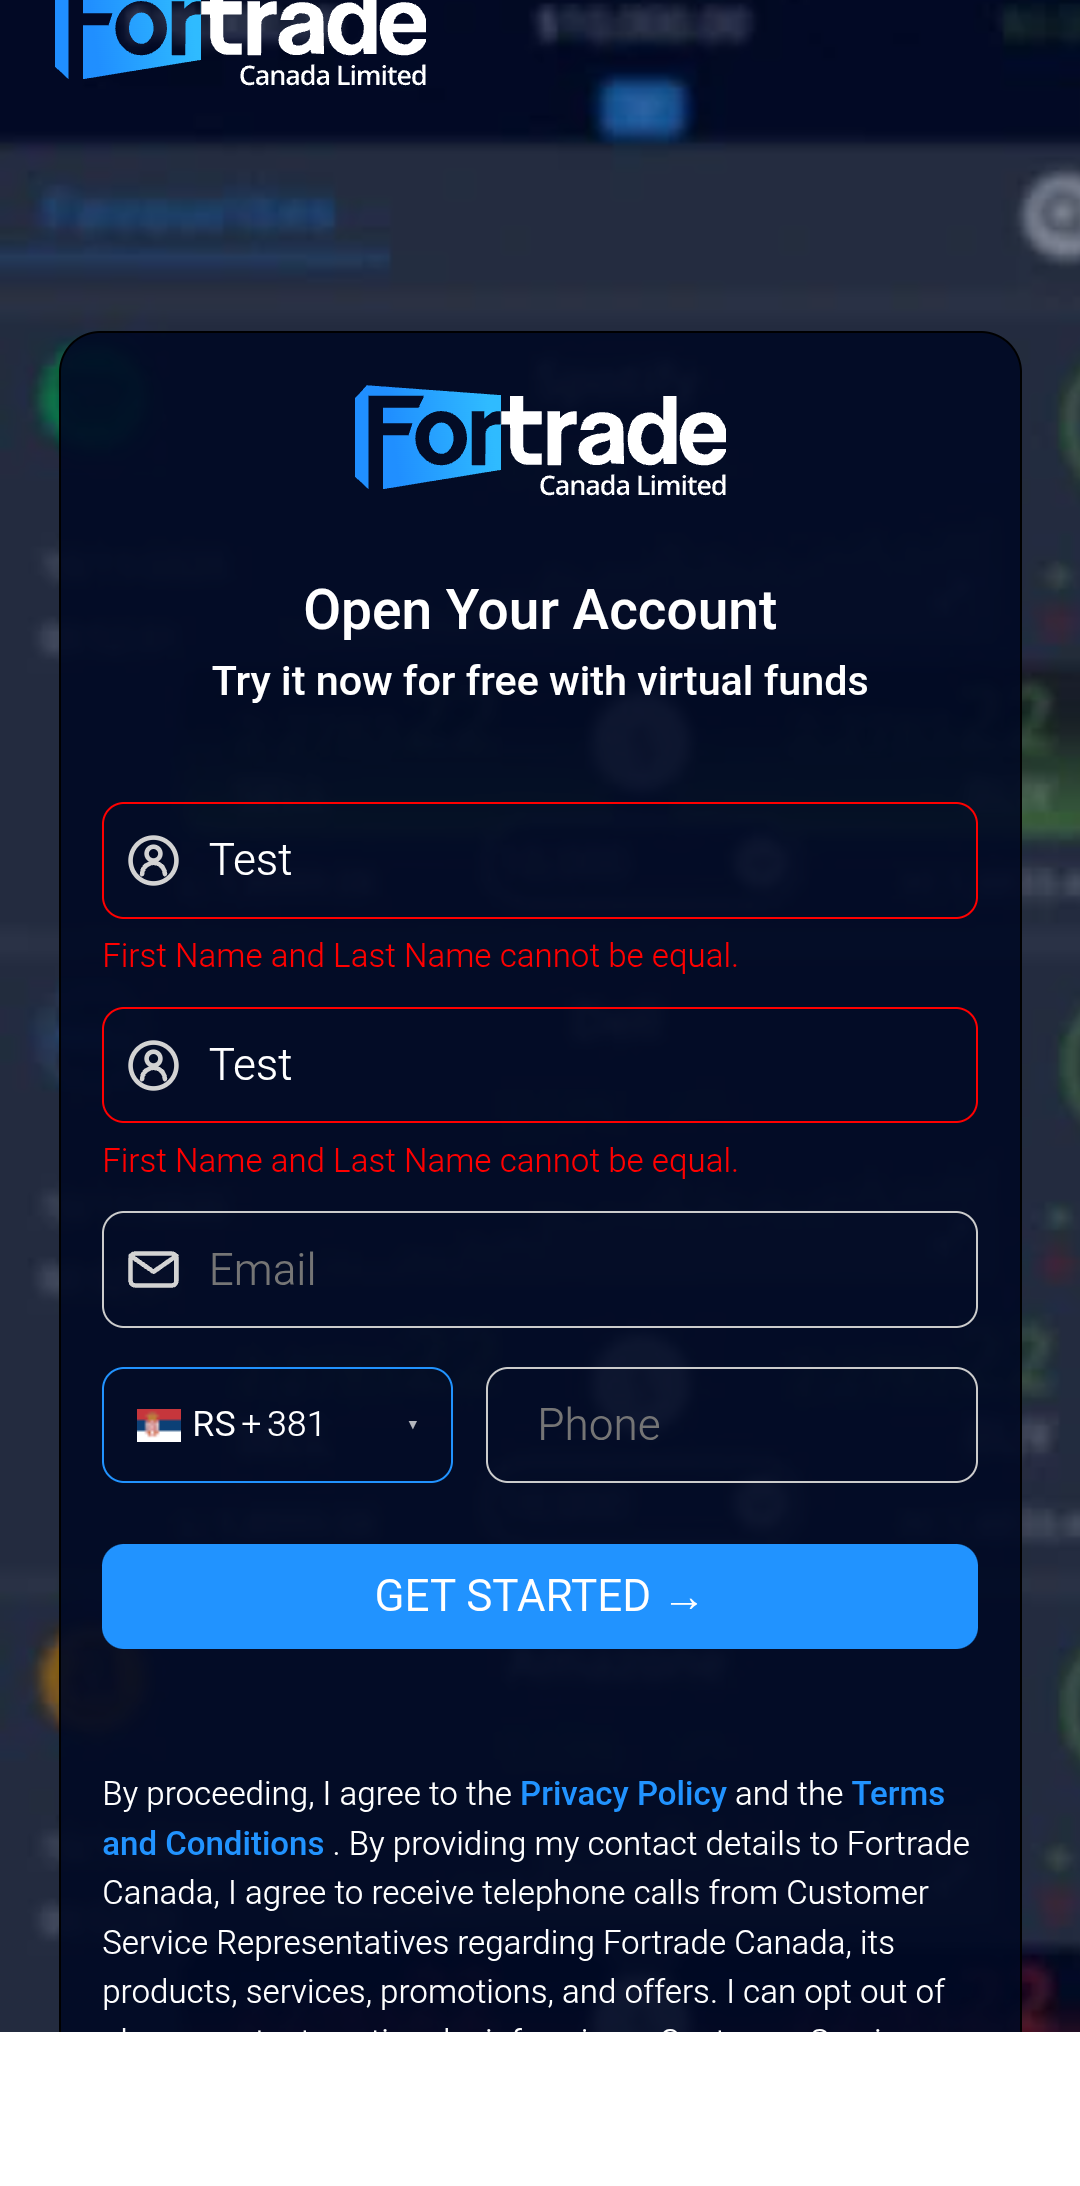 Fortrade
Canada Limited
$10,000.00
Favourites
Fortrade
Canada Limited
Open Your Account
Try it now for free with virtual funds
Test
First Name and Last Name cannot be equal.
Test
First Name and Last Name cannot be equal.
Email
RS + 381
Phone
GET STARTED →
By proceeding, I agree to the Privacy Policy and the Terms
and Conditions . By providing my contact details to Fortrade
Canada, I agree to receive telephone calls from Customer
Service Representatives regarding Fortrade Canada, its
products, services, promotions, and offers. I can opt out of